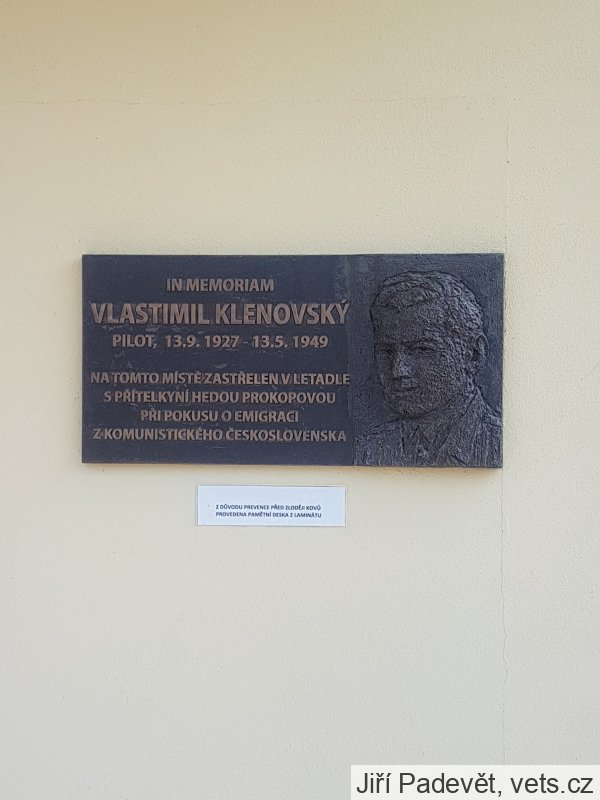 IN MEMORIAM
VLASTIMIL KLENOVSKÝ
PILOT, 13.9. 1927 - 13.5. 1949
NA TOMTO MÍSTĚ ZASTŘELEN V LETADLE
S PŘÍTELKYNÍ HEDOU PROKOPOVOU
PŘI POKUSU O EMIGRACI
Z KOMUNISTICKÉHO ČESKOSLOVENSKA
Z DŮVODU PREVENCE PŘED ZLODĚJI KOVŮ
PROVEDENA PAMĚTNÍ DESKA Z LAMINÁTU
Jiří Padevět, vets.cz